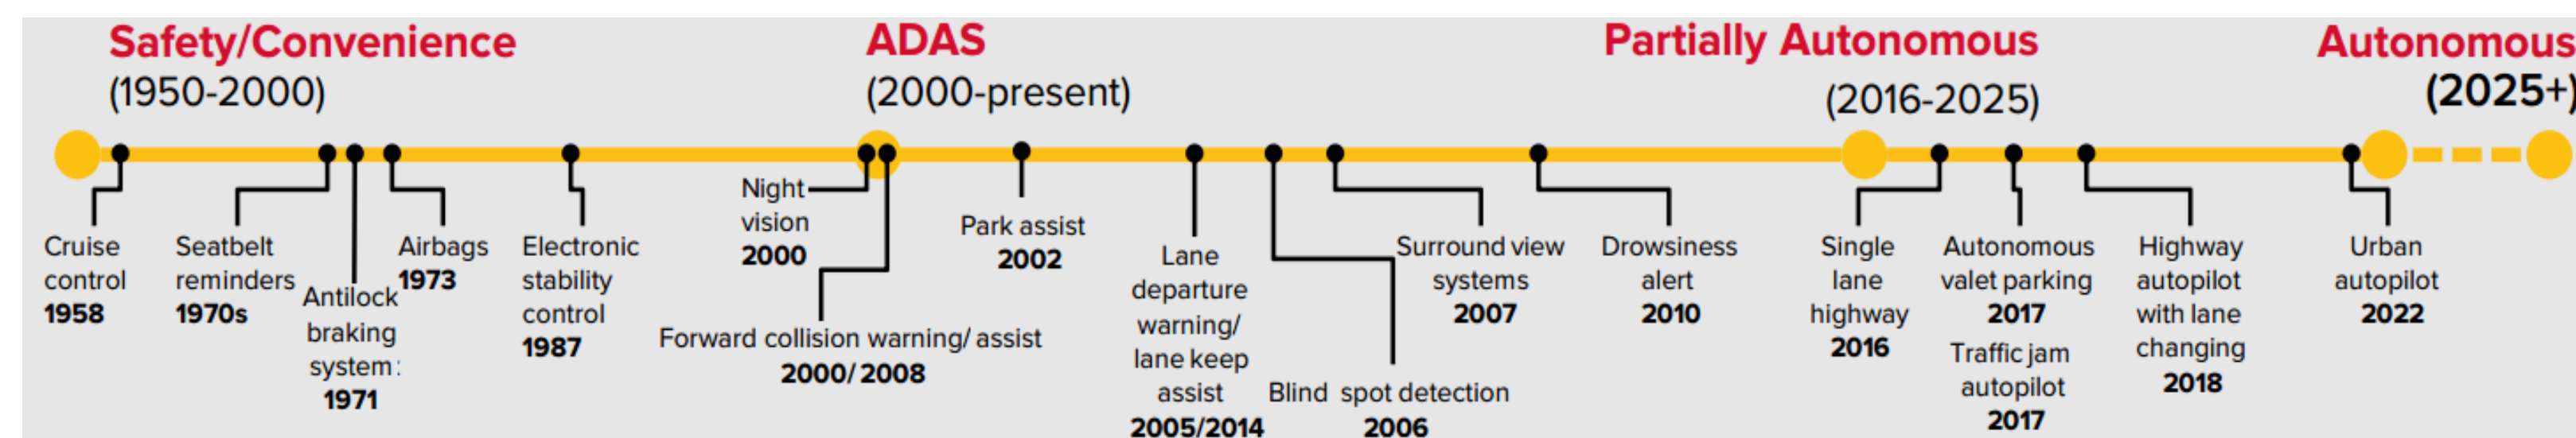 Safety/Convenience
(1950-2000)
ADAS
(2000-present)
Partially Autonomous
(2016-2025)
Autonomous
(2025+)
Cruise
control
1958
Seatbelt
reminders
1970s
Antilock
braking
system:
1971
Airbags
1973
Electronic
stability
control
1987
Night
vision
2000
Forward collision warning/ assist
2000/ 2008
Park assist
2002
Lane
departure
warning/
lane keep
assist
2005/2014
Blind spot detection
2006
Surround view
systems
2007
Drowsiness
alert
2010
Single
lane
highway
2016
Autonomous
valet parking
2017
Traffic jam
autopilot
2017
Highway
autopilot
with lane
changing
2018
Urban
autopilot
2022